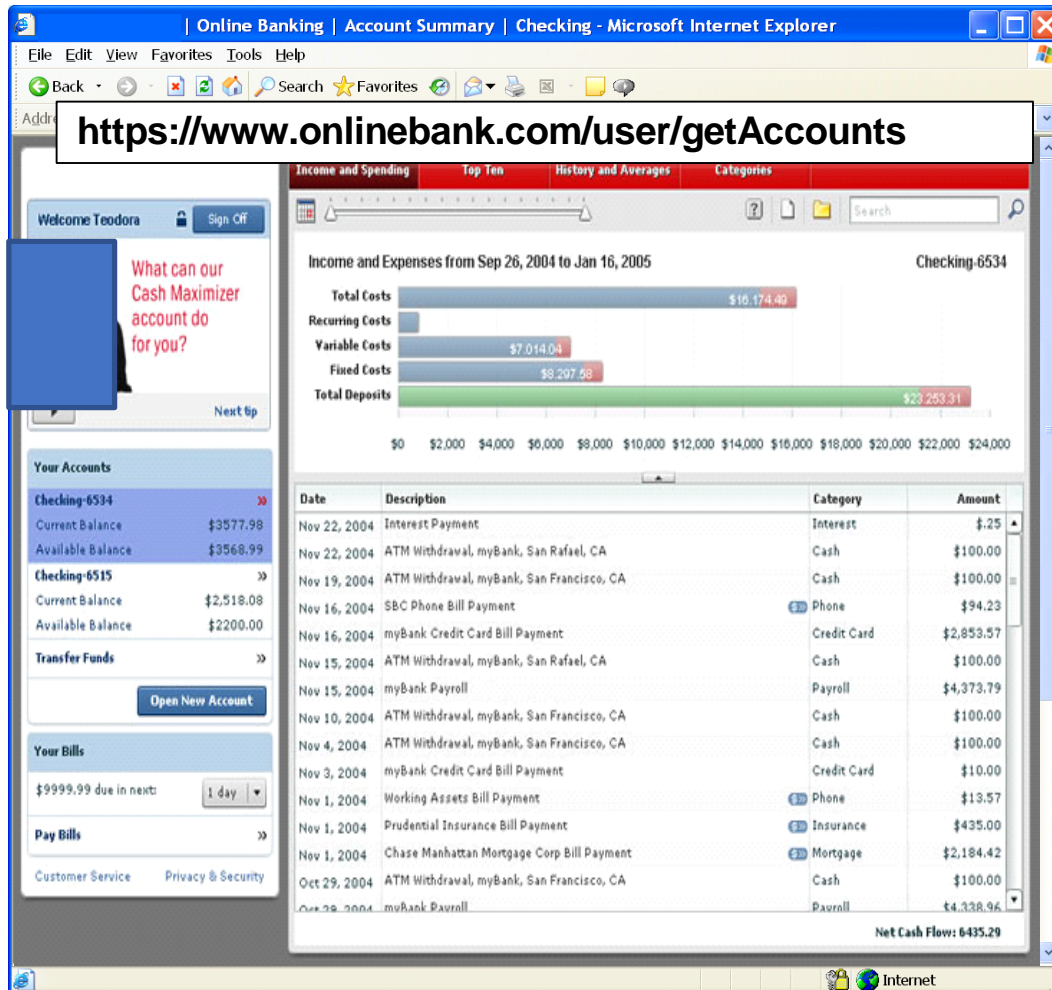 | Online Banking | Account Summary | Checking - Microsoft Internet Explorer
File Edit View Favorites Tools Help
Back Search Favorites
Addre
https://www.onlinebank.com/user/getAccounts
Income and Spending Top Ten History and Averages Categories
Welcome Teodora Sign Off
Search
What can our
Cash Maximizer
account do
for you?
Next tip
Income and Expenses from Sep 26, 2004 to Jan 16, 2005 Checking-6534
Total Costs $16,174.49
Recurring Costs
Variable Costs $7,014.04
Fixed Costs $8,297.58
Total Deposits $23,253.31
$0 $2,000 $4,000 $6,000 $8,000 $10,000 $12,000 $14,000 $16,000 $18,000 $20,000 $22,000 $24,000
Your Accounts
Checking-6534 »
Current Balance $3577.98
Available Balance $3568.99
Checking-6515 »
Current Balance $2,518.08
Available Balance $2200.00
Transfer Funds »
Open New Account
Your Bills
$9999.99 due in next: 1 day
Pay Bills »
Customer Service Privacy & Security
Date Description Category Amount
Nov 22, 2004 Interest Payment Interest $.25
Nov 22, 2004 ATM Withdrawal, myBank, San Rafael, CA Cash $100.00
Nov 19, 2004 ATM Withdrawal, myBank, San Francisco, CA Cash $100.00
Nov 16, 2004 SBC Phone Bill Payment Phone $94.23
Nov 16, 2004 myBank Credit Card Bill Payment Credit Card $2,853.57
Nov 15, 2004 ATM Withdrawal, myBank, San Rafael, CA Cash $100.00
Nov 15, 2004 myBank Payroll Payroll $4,373.79
Nov 10, 2004 ATM Withdrawal, myBank, San Francisco, CA Cash $100.00
Nov 4, 2004 ATM Withdrawal, myBank, San Francisco, CA Cash $100.00
Nov 3, 2004 myBank Credit Card Bill Payment Credit Card $10.00
Nov 1, 2004 Working Assets Bill Payment Phone $13.57
Nov 1, 2004 Prudential Insurance Bill Payment Insurance $435.00
Nov 1, 2004 Chase Manhattan Mortgage Corp Bill Payment Mortgage $2,184.42
Oct 29, 2004 ATM Withdrawal, myBank, San Francisco, CA Cash $100.00
Oct 29, 2004 myBank Payroll Payroll $4,338.96
Net Cash Flow: 6435.29
Internet